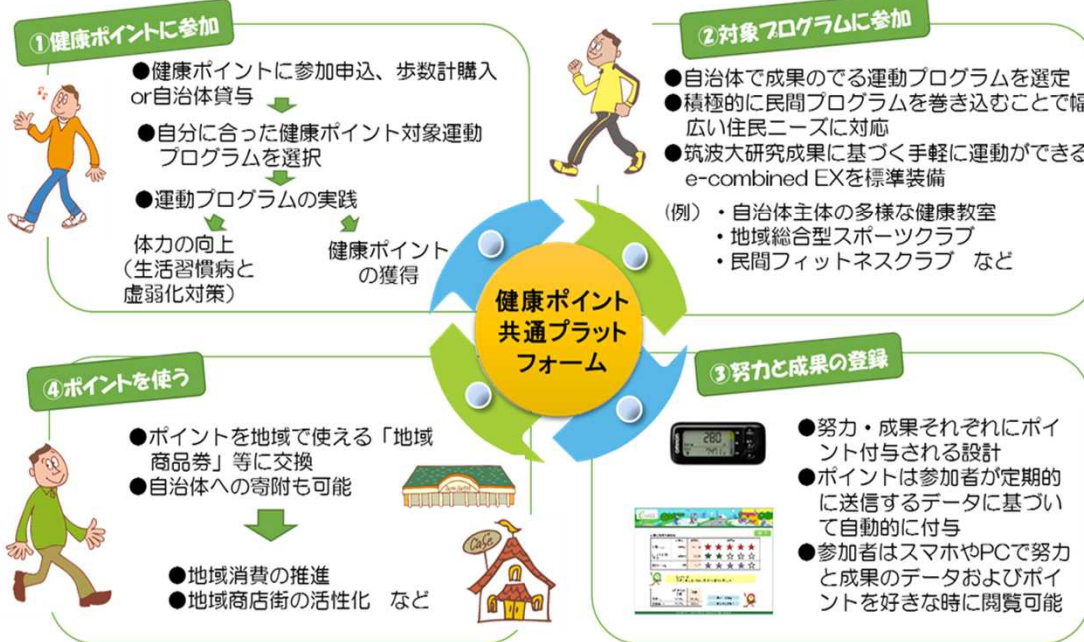 ①健康ポイントに参加
●健康ポイントに参加申込、歩数計購入
or自治体貸与
●自分に合った健康ポイント対象運動
プログラムを選択
●運動プログラムの実践
体力の向上
(生活習慣病と
虚弱化対策)
健康ポイント
の獲得
②対象プログラムに参加
●自治体で成果のでる運動プログラムを選定
●積極的に民間プログラムを巻き込むことで幅
広い住民ニーズに対応
●筑波大研究成果に基づく手軽に運動ができる
e-combined EXを標準装備
(例) ・自治体主体の多様な健康教室
・地域総合型スポーツクラブ
・民間フィットネスクラブ など
健康ポイント
共通プラット
フォーム
③努力と成果の登録
●努力・成果それぞれにポイ
ント付与される設計
●ポイントは参加者が定期的
に送信するデータに基づい
て自動的に付与
●参加者はスマホやPCで努力
と成果のデータおよびポイ
ントを好きな時に閲覧可能
④ポイントを使う
●ポイントを地域で使える「地域
商品券」等に交換
●自治体への寄附も可能
Cafe
●地域消費の推進
●地域商店街の活性化 など